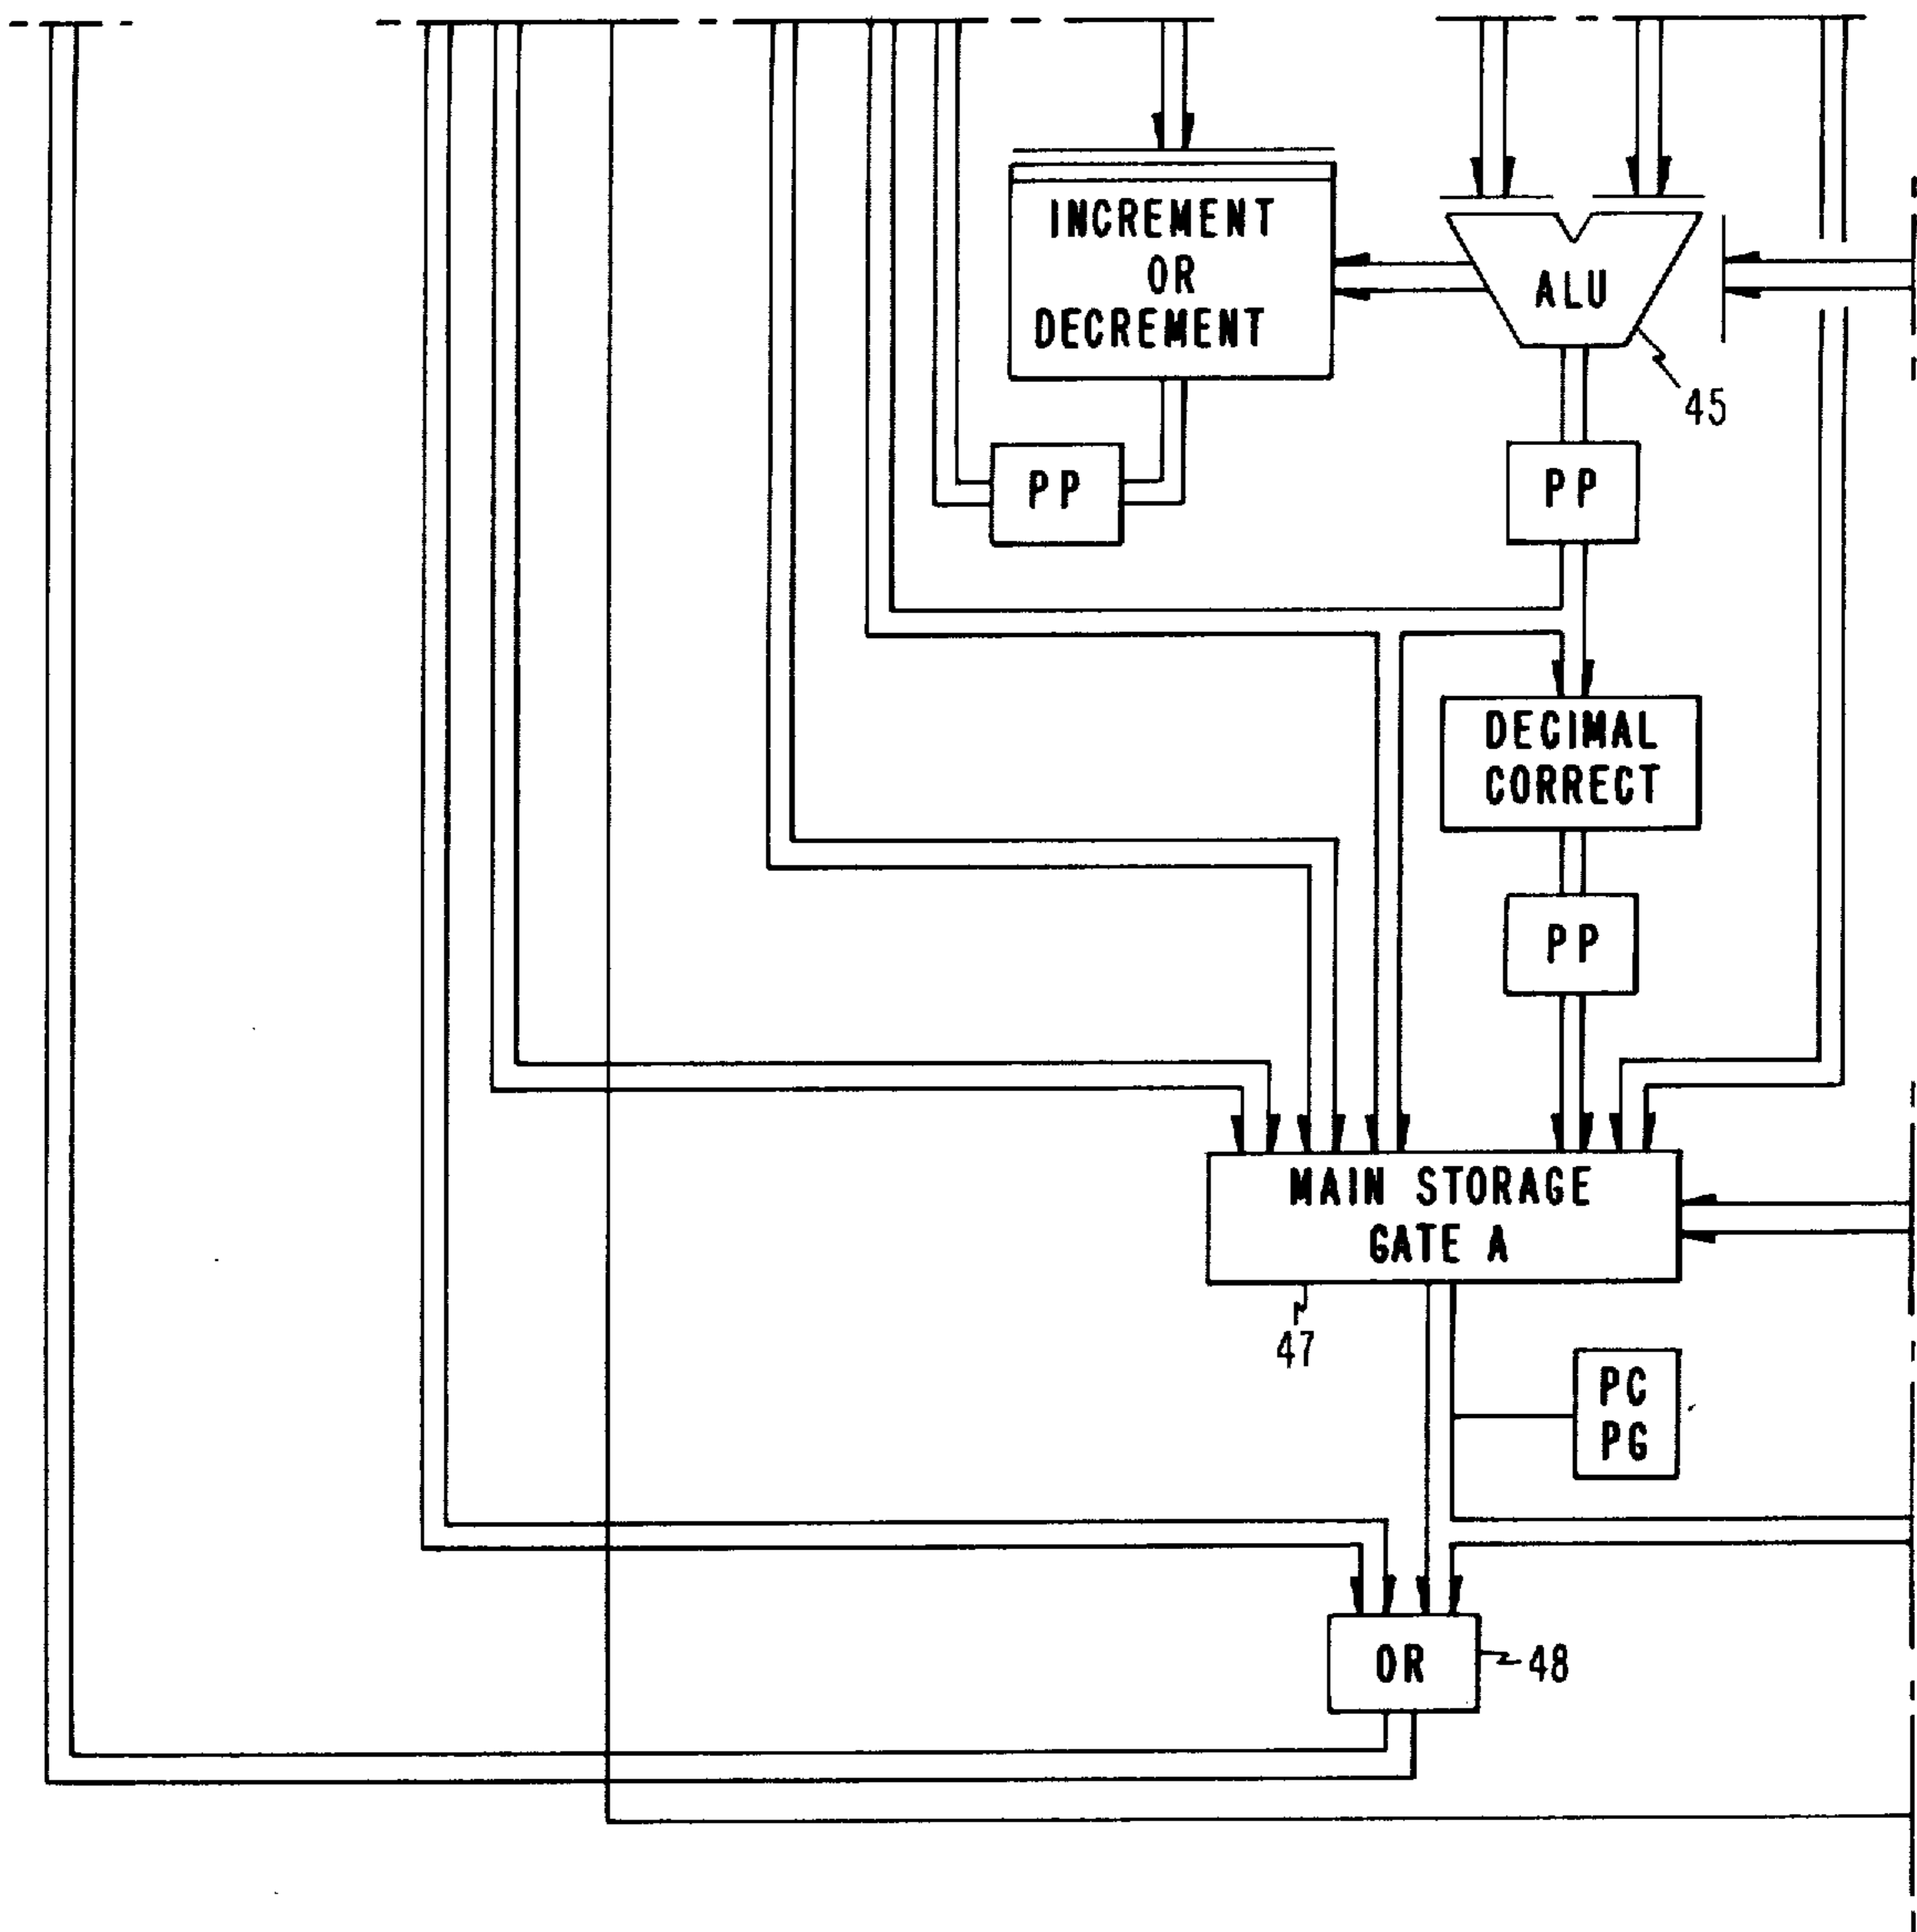 INCREMENT
OR
DECREMENT
ALU
45
PP
PP
DECIMAL
CORRECT
PP
MAIN STORAGE
GATE A
47
PC
PG
OR
48